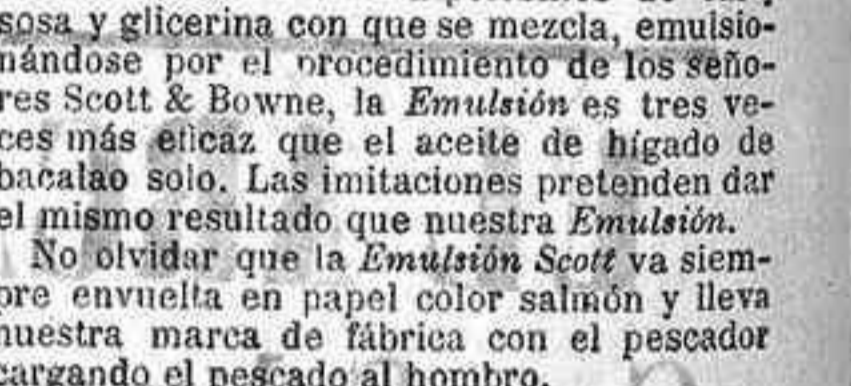 sosa y glicerina con que se mezcla, emulsio-
nándose por el procedimiento de los seño-
res Scott & Bowne, la Emulsión es tres ve-
ces más eficaz que el aceite de hígado de
bacalao solo. Las imitaciones pretenden dar
el mismo resultado que nuestra Emulsión.
No olvidar que la Emulsión Scott va siem-
pre envuelta en papel color salmón y lleva
nuestra marca de fábrica con el pescador
cargando el pescado al hombro.